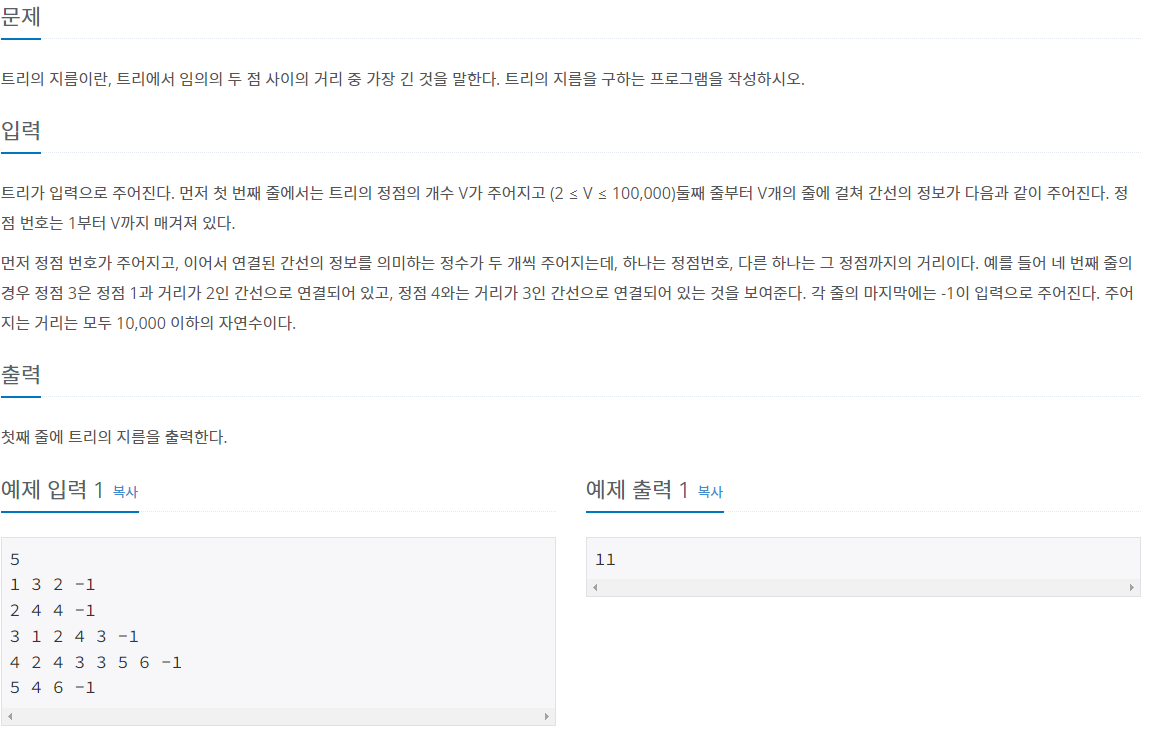 문제
트리의 지름이란, 트리에서 임의의 두 점 사이의 거리 중 가장 긴 것을 말한다. 트리의 지름을 구하는 프로그램을 작성하시오.
입력
트리가 입력으로 주어진다. 먼저 첫 번째 줄에서는 트리의 정점의 개수 V가 주어지고 (2 ≤ V ≤ 100,000)둘째 줄부터 V개의 줄에 걸쳐 간선의 정보가 다음과 같이 주어진다. 정
점 번호는 1부터 V까지 매겨져 있다.
먼저 정점 번호가 주어지고, 이어서 연결된 간선의 정보를 의미하는 정수가 두 개씩 주어지는데, 하나는 정점번호, 다른 하나는 그 정점까지의 거리이다. 예를 들어 네 번째 줄의
경우 정점 3은 정점 1과 거리가 2인 간선으로 연결되어 있고, 정점 4와는 거리가 3인 간선으로 연결되어 있는 것을 보여준다. 각 줄의 마지막에는 -1이 입력으로 주어진다. 주어
지는 거리는 모두 10,000 이하의 자연수이다.
출력
첫째 줄에 트리의 지름을 출력한다.
예제 입력 1 복사
5
1 3 2 -1
2 4 4 -1
3 1 2 4 3 -1
4 2 4 3 3 5 6 -1
5 4 6 -1
예제 출력 1 복사
11